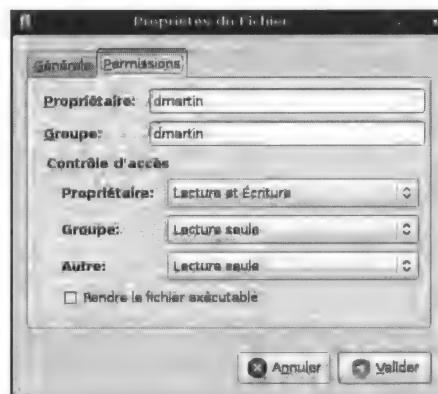 Propriétés du Fichier
Générale Permissions
Propriétaire: dmartin
Groupe: dmartin
Contrôle d'accès
Propriétaire: Lecture et Écriture
Groupe: Lecture seule
Autre: Lecture seule
Rendre le fichier exécutable
Annuler Valider